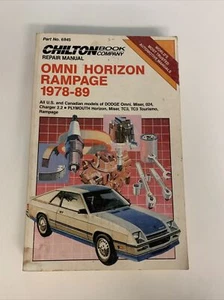 Part No. 6845
CHILTON BOOK
COMPANY
REPAIR MANUAL
OMNI HORIZON
RAMPAGE
1978-89
All U.S. and Canadian models of DODGE Omni, Miser, 024,
Charger 2.2 • PLYMOUTH Horizon, Miser, TC3, TC3 Tourismo,
Rampage